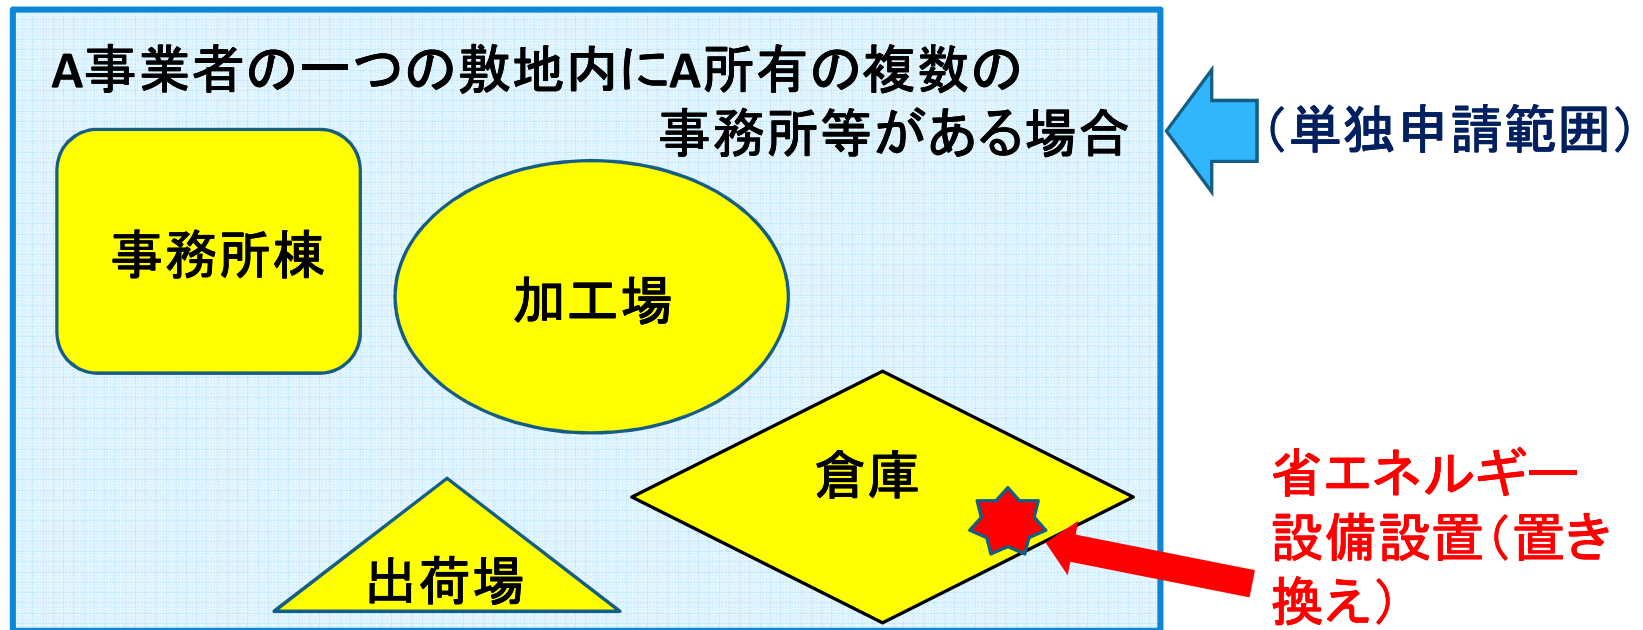 A事業者の一つの敷地内にA所有の複数の
事務所等がある場合
(単独申請範囲)
事務所棟
加工場
倉庫
出荷場
省エネルギー
設備設置(置き
換え)